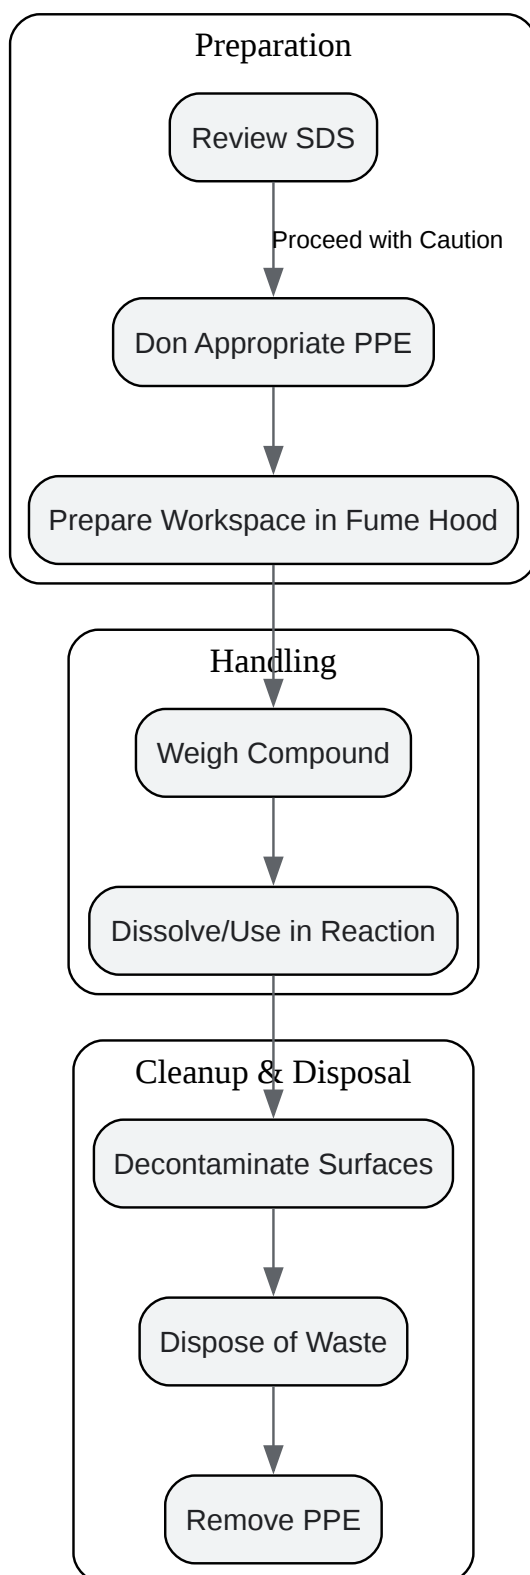 Preparation
Review SDS
Proceed with Caution
Don Appropriate PPE
Prepare Workspace in Fume Hood
Handling
Weigh Compound
Dissolve/Use in Reaction
Cleanup & Disposal
Decontaminate Surfaces
Dispose of Waste
Remove PPE